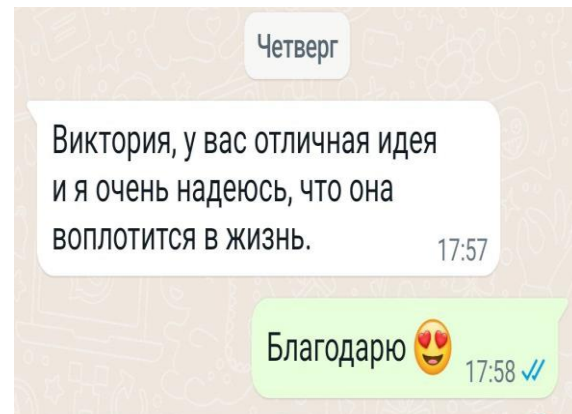 Четверг
Виктория, у вас отличная идея
и я очень надеюсь, что она
воплотится в жизнь.
17:57
Благодарю 😍
17:58